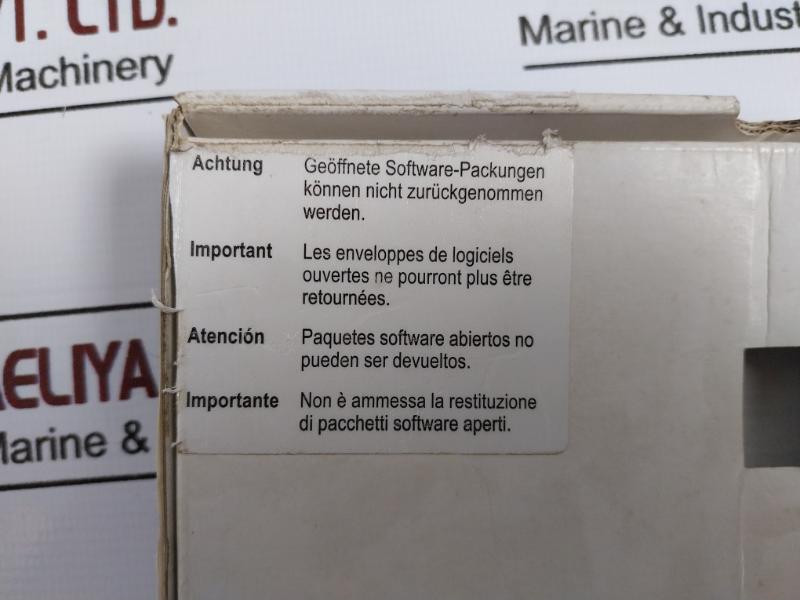 LTD.
Machinery
Marine &
Achtung Geöffnete Software-Packungen
können nicht zurückgenommen
werden.
Important Les enveloppes de logiciels
ouvertes ne pourront plus être
retournées.
Atención Paquetes software abiertos no
pueden ser devueltos.
Importante Non è ammessa la restituzione
di pacchetti software aperti.
Marine &